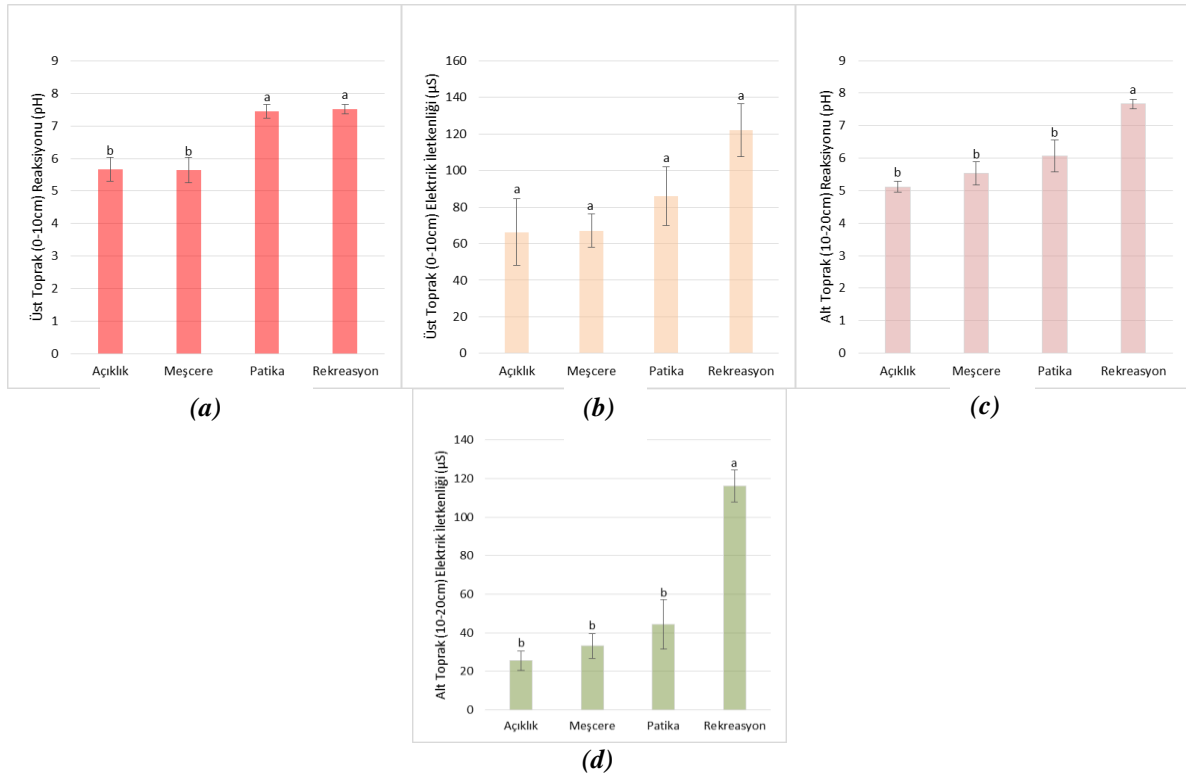 Üst Toprak (0-10cm) Reaksiyonu (pH)
9
8
7
6
5
4
3
2
1
0
b
b
a
a
Açıklık Meşcere Patika Rekreasyon
(a)
Üst Toprak (0-10cm) Elektrik İletkenliği (µS)
160
140
120
100
80
60
40
20
0
a
a
a
a
Açıklık Meşcere Patika Rekreasyon
(b)
Alt Toprak (10-20cm) Reaksiyonu (pH)
9
8
7
6
5
4
3
2
1
0
b
b
b
a
Açıklık Meşcere Patika Rekreasyon
(c)
Alt Toprak (10-20cm) Elektrik İletkenliği (µS)
140
120
100
80
60
40
20
0
b
b
b
a
Açıklık Meşcere Patika Rekreasyon
(d)